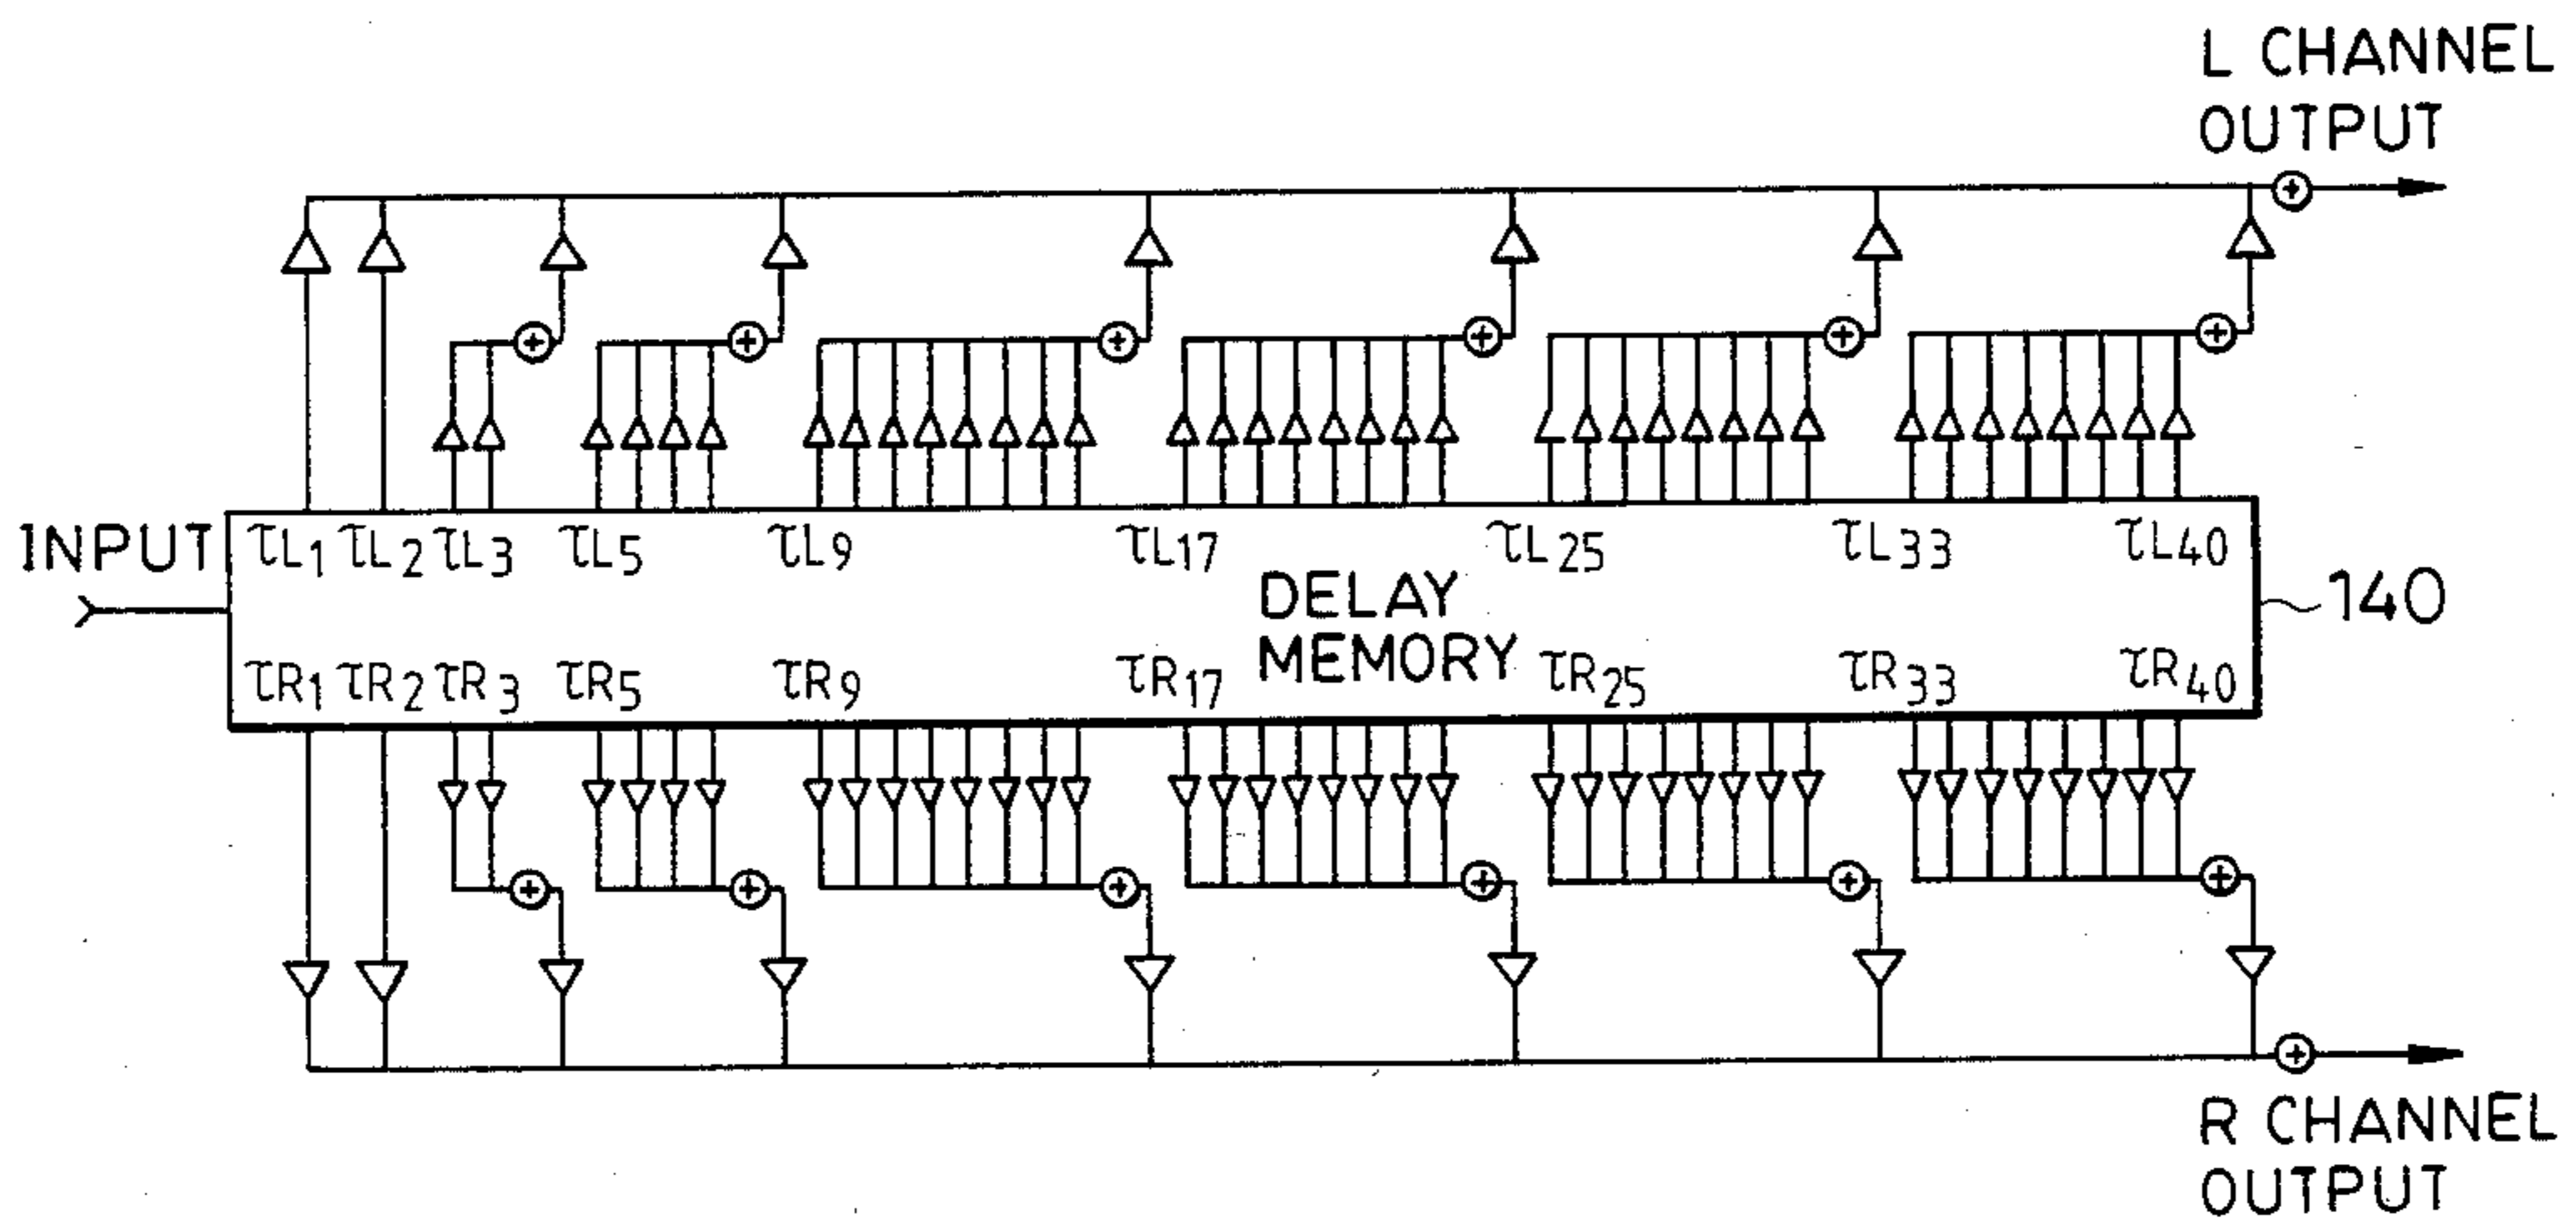 L CHANNEL
OUTPUT
INPUT
τL1 τL2 τL3 τL5 τL9 τL17 τL25 τL33 τL40
DELAY
MEMORY
140
τR1 τR2 τR3 τR5 τR9 τR17 τR25 τR33 τR40
R CHANNEL
OUTPUT